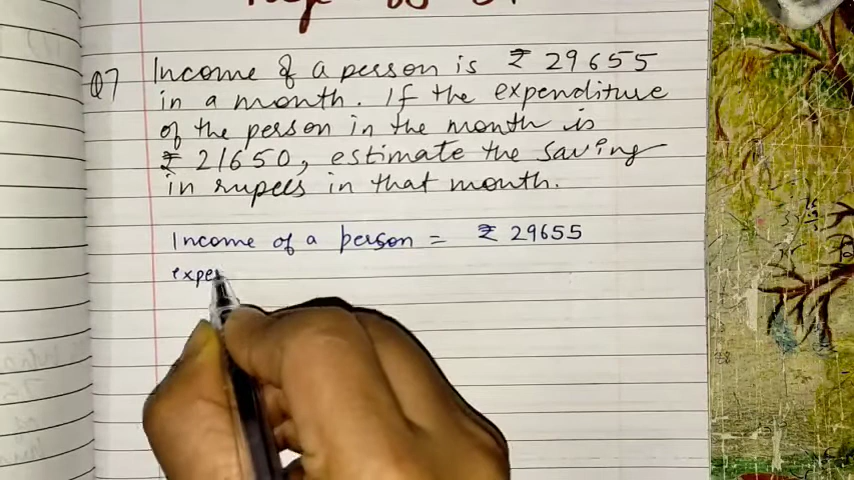 Q7 Income of a person is ₹ 29655
in a month. If the expenditure
of the person in the month is
₹ 21650, estimate the saving
in rupees in that month.
Income of a person = ₹ 29655
expe